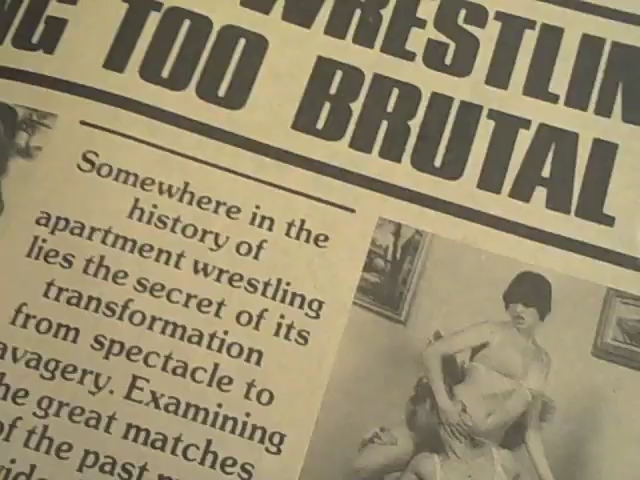 WRESTLIN
NG TOO BRUTAL
Somewhere in the
history of
apartment wrestling
lies the secret of its
transformation
from spectacle to
avagery. Examining
he great matches
of the past